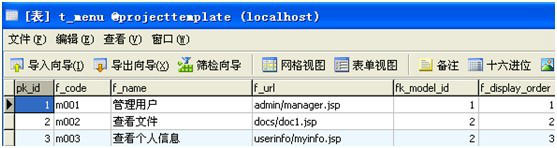 [表] t_menu @projecttemplate (localhost)
文件(F) 编辑(E) 查看(V) 窗口(W)
导入向导(I) 导出向导(X) 筛检向导 网格视图 表单视图 备注 十六进位
pk_id f_code f_name f_url fk_model_id f_display_order
1 m001 管理用户 admin/manager.jsp 1 1
2 m002 查看文件 docs/doc1.jsp 2 2
3 m003 查看个人信息 userinfo/myinfo.jsp 2 3